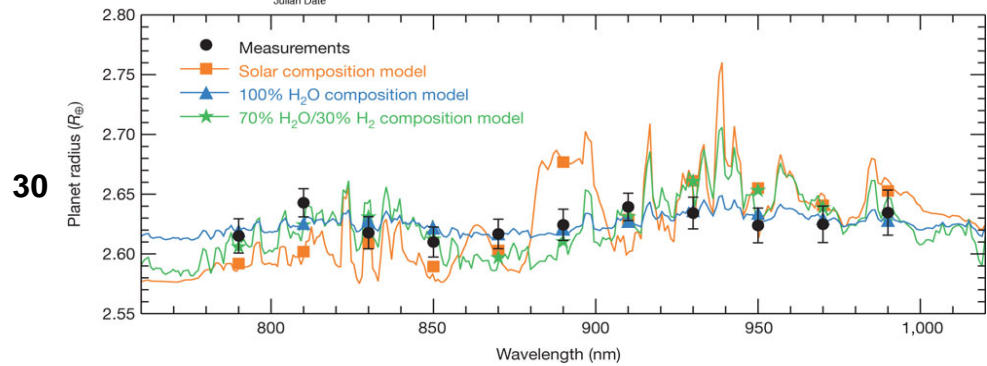 Julian Date
2.80
Measurements
Solar composition model
100% H₂O composition model
70% H₂O/30% H₂ composition model
2.75
2.70
2.65
2.60
2.55
Planet radius (R⊕)
30
800 850 900 950 1,000
Wavelength (nm)